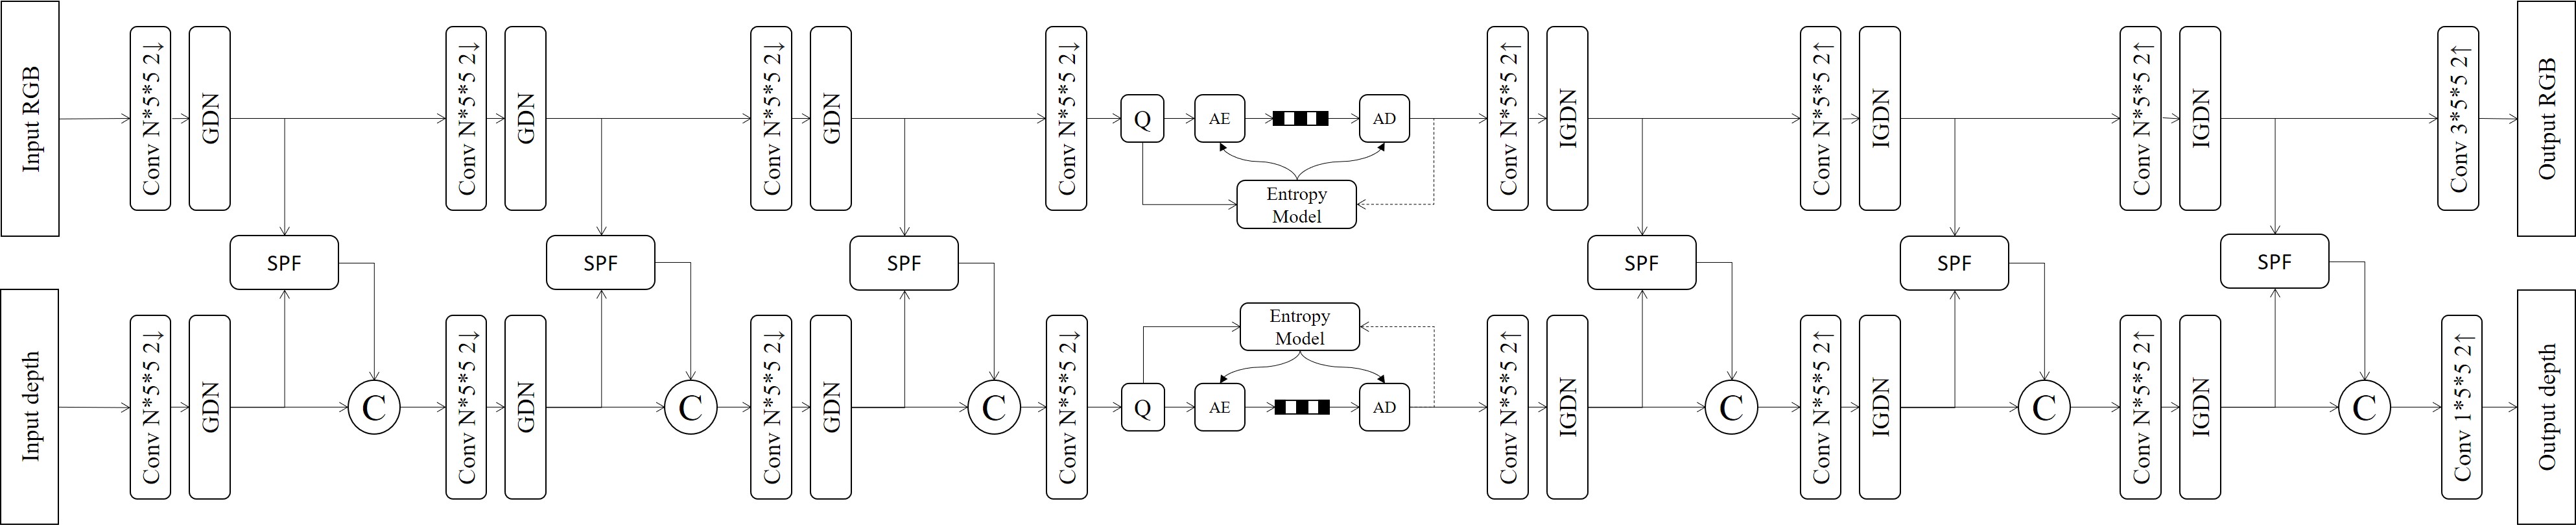 Input RGB
Conv N*5*5 2↓
GDN
Conv N*5*5 2↓
GDN
Conv N*5*5 2↓
GDN
Conv N*5*5 2↓
Q
AE
AD
Entropy
Model
Conv N*5*5 2↑
IGDN
Conv N*5*5 2↑
IGDN
Conv N*5*5 2↑
IGDN
Conv 3*5*5 2↑
Output RGB
SPF
SPF
SPF
SPF
SPF
SPF
Input depth
Conv N*5*5 2↓
GDN
C
Conv N*5*5 2↓
GDN
C
Conv N*5*5 2↓
GDN
C
Conv N*5*5 2↓
Entropy
Model
Q
AE
AD
Conv N*5*5 2↑
IGDN
C
Conv N*5*5 2↑
IGDN
C
Conv N*5*5 2↑
IGDN
C
Conv 1*5*5 2↑
Output depth